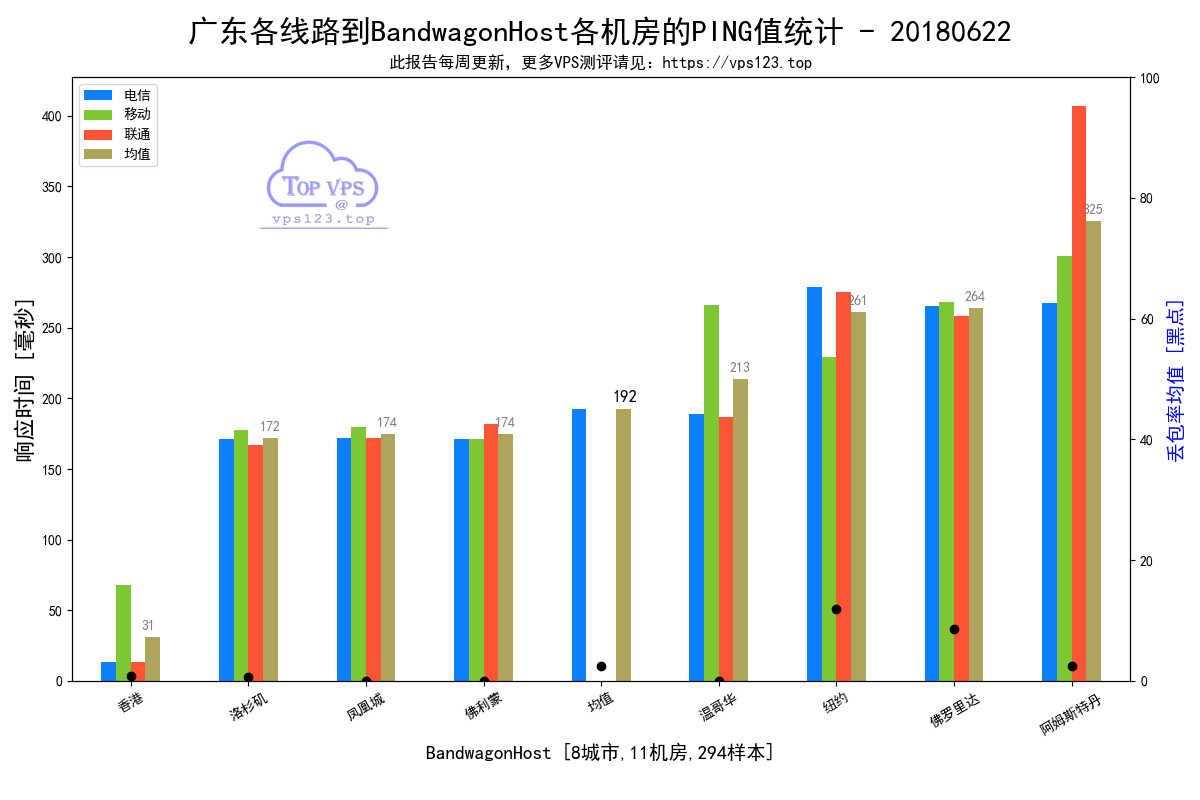 广东各线路到BandwagonHost各机房的PING值统计 - 20180622
此报告每周更新，更多VPS测评请见：https://vps123.top
电信
移动
联通
均值
TOP VPS
@
vps123.top
响应时间 [毫秒]
400
350
300
250
200
150
100
50
0
100
80
60
40
20
0
丢包率均值 [黑点]
31
172
174
174
192
213
261
264
325
香港
洛杉矶
凤凰城
佛利蒙
均值
温哥华
纽约
佛罗里达
阿姆斯特丹
BandwagonHost [8城市,11机房,294样本]